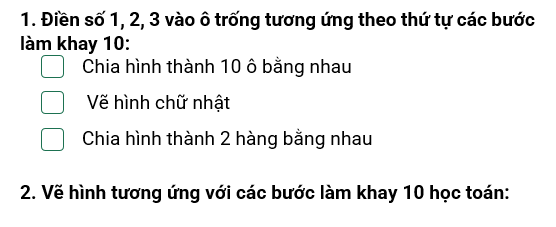 1. Điền số 1, 2, 3 vào ô trống tương ứng theo thứ tự các bước
làm khay 10:
Chia hình thành 10 ô bằng nhau
Vẽ hình chữ nhật
Chia hình thành 2 hàng bằng nhau
2. Vẽ hình tương ứng với các bước làm khay 10 học toán: